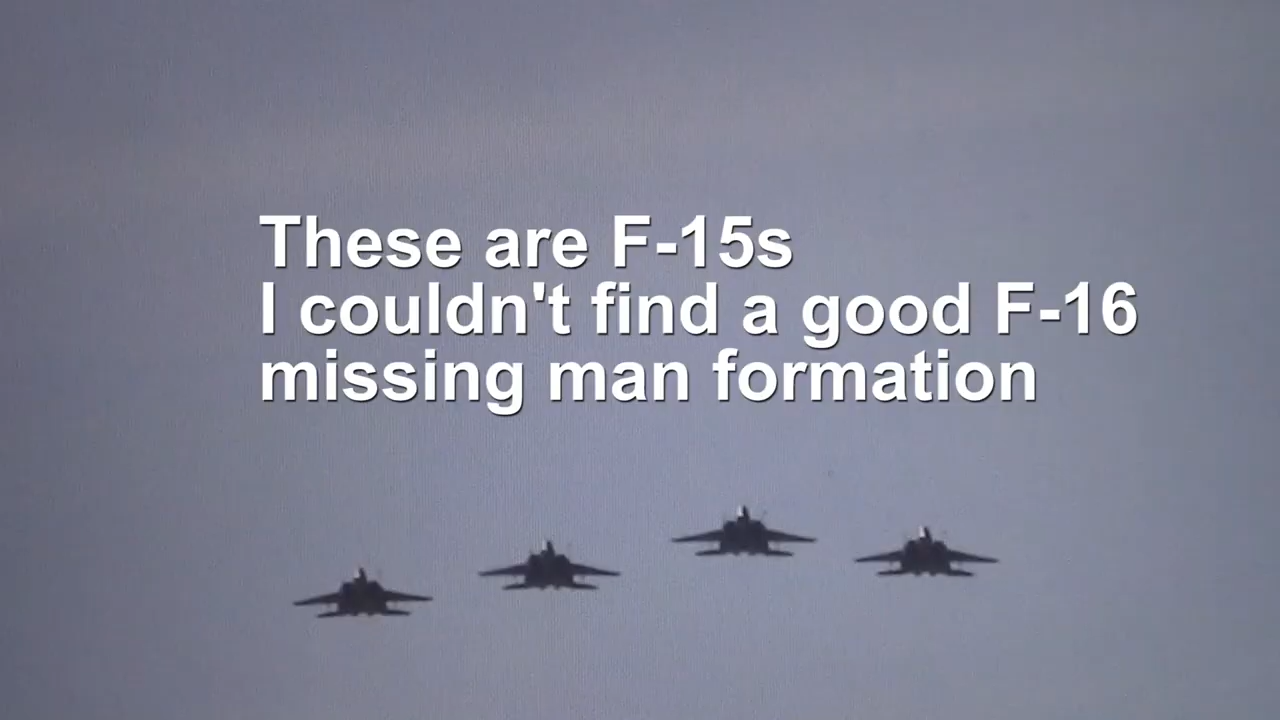 These are F-15s
I couldn't find a good F-16
missing man formation